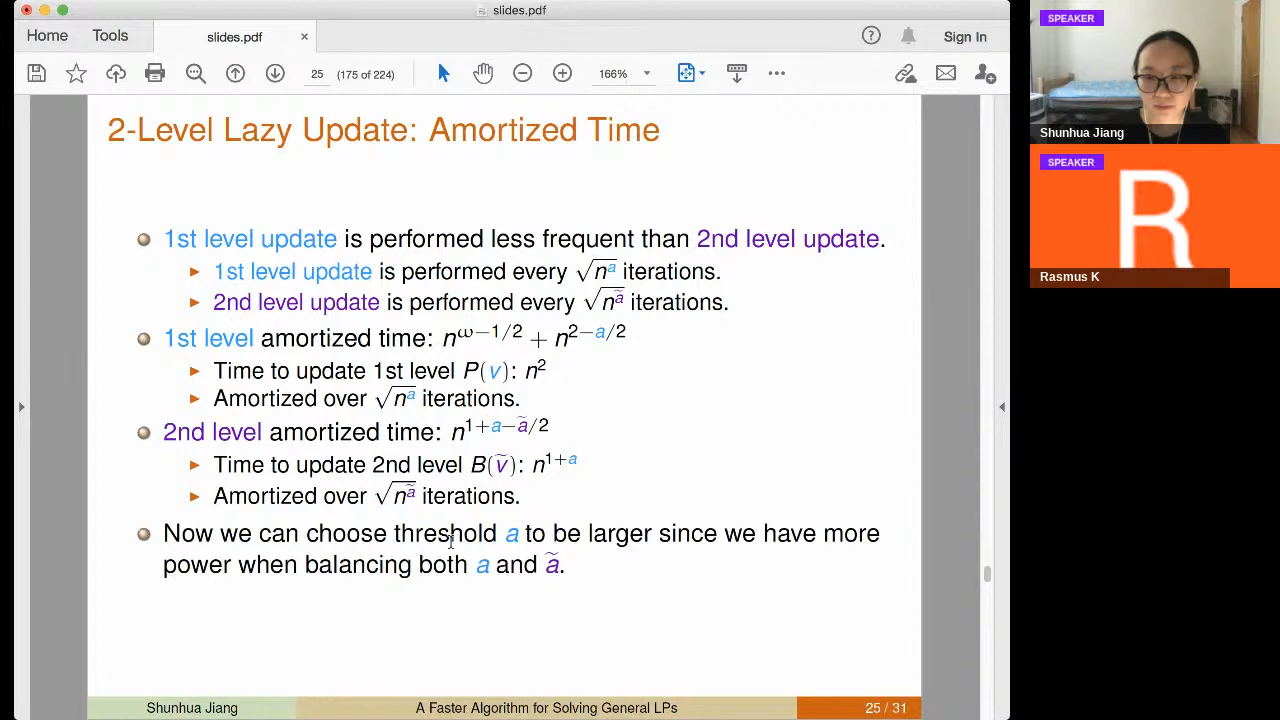 slides.pdf
Home Tools slides.pdf × ? Sign In
25 (175 of 224) 166%
2-Level Lazy Update: Amortized Time
1st level update is performed less frequent than 2nd level update.
1st level update is performed every √nᵃ iterations.
2nd level update is performed every √n^ã iterations.
1st level amortized time: n^{ω−1/2} + n^{2−a/2}
Time to update 1st level P(v): n²
Amortized over √nᵃ iterations.
2nd level amortized time: n^{1+a−ã/2}
Time to update 2nd level B(ṽ): n^{1+a}
Amortized over √n^ã iterations.
Now we can choose threshold a to be larger since we have more
power when balancing both a and ã.
Shunhua Jiang A Faster Algorithm for Solving General LPs 25 / 31
SPEAKER
Shunhua Jiang
SPEAKER
R
Rasmus K